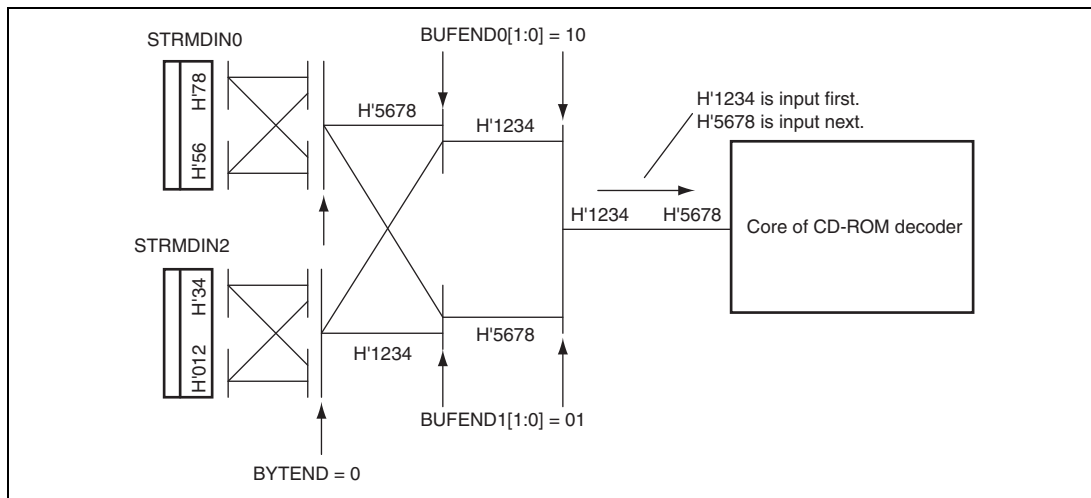 BUFEND0[1:0] = 10
STRMDIN0
H'78
H'56
H'5678
H'1234
H'1234 is input first.
H'5678 is input next.
H'1234
H'5678
Core of CD-ROM decoder
STRMDIN2
H'34
H'012
H'1234
H'5678
BUFEND1[1:0] = 01
BYTEND = 0